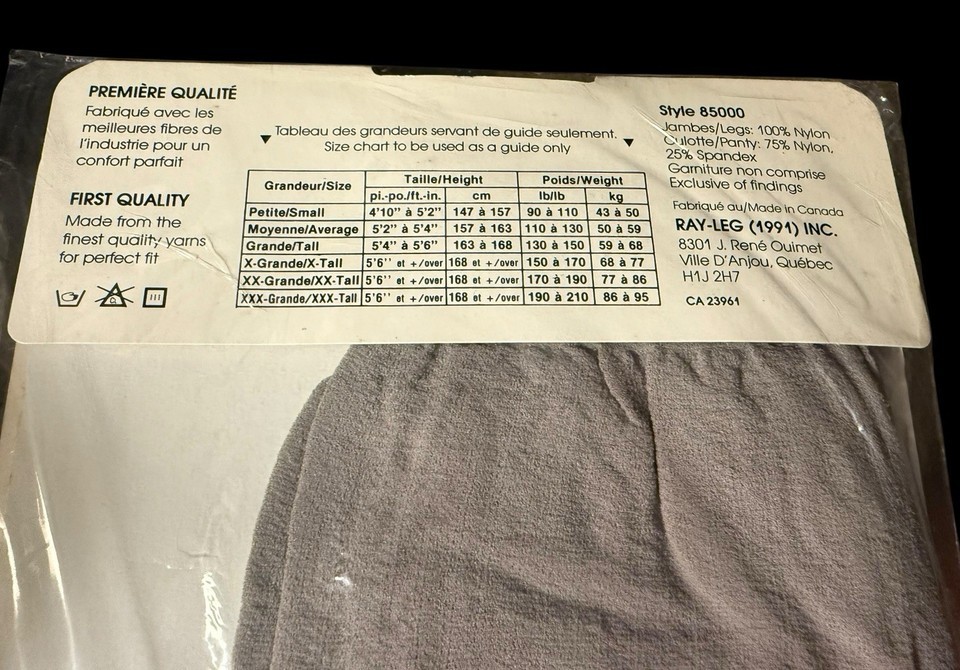 PREMIÈRE QUALITÉ
Fabriqué avec les
meilleures fibres de
l'industrie pour un
confort parfait
FIRST QUALITY
Made from the
finest quality yarns
for perfect fit
▼ Tableau des grandeurs servant de guide seulement. ▼
Size chart to be used as a guide only
Grandeur/Size Taille/Height Poids/Weight
pi.-po./ft.-in. cm lb/lb kg
Petite/Small 4'10'' à 5'2'' 147 à 157 90 à 110 43 à 50
Moyenne/Average 5'2'' à 5'4'' 157 à 163 110 à 130 50 à 59
Grande/Tall 5'4'' à 5'6'' 163 à 168 130 à 150 59 à 68
X-Grande/X-Tall 5'6'' et +/over 168 et +/over 150 à 170 68 à 77
XX-Grande/XX-Tall 5'6'' et +/over 168 et +/over 170 à 190 77 à 86
XXX-Grande/XXX-Tall 5'6'' et +/over 168 et +/over 190 à 210 86 à 95
Style 85000
Jambes/Legs: 100% Nylon
Culotte/Panty: 75% Nylon,
25% Spandex
Garniture non comprise
Exclusive of findings
Fabriqué au/Made in Canada
RAY-LEG (1991) INC.
8301 J. René Ouimet
Ville D'Anjou, Québec
H1J 2H7
CA 23961